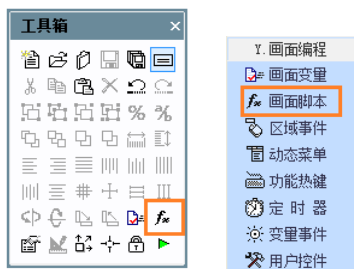 工具箱
Y.画面编程
画面变量
画面脚本
区域事件
动态菜单
功能热键
定时器
变量事件
用户控件